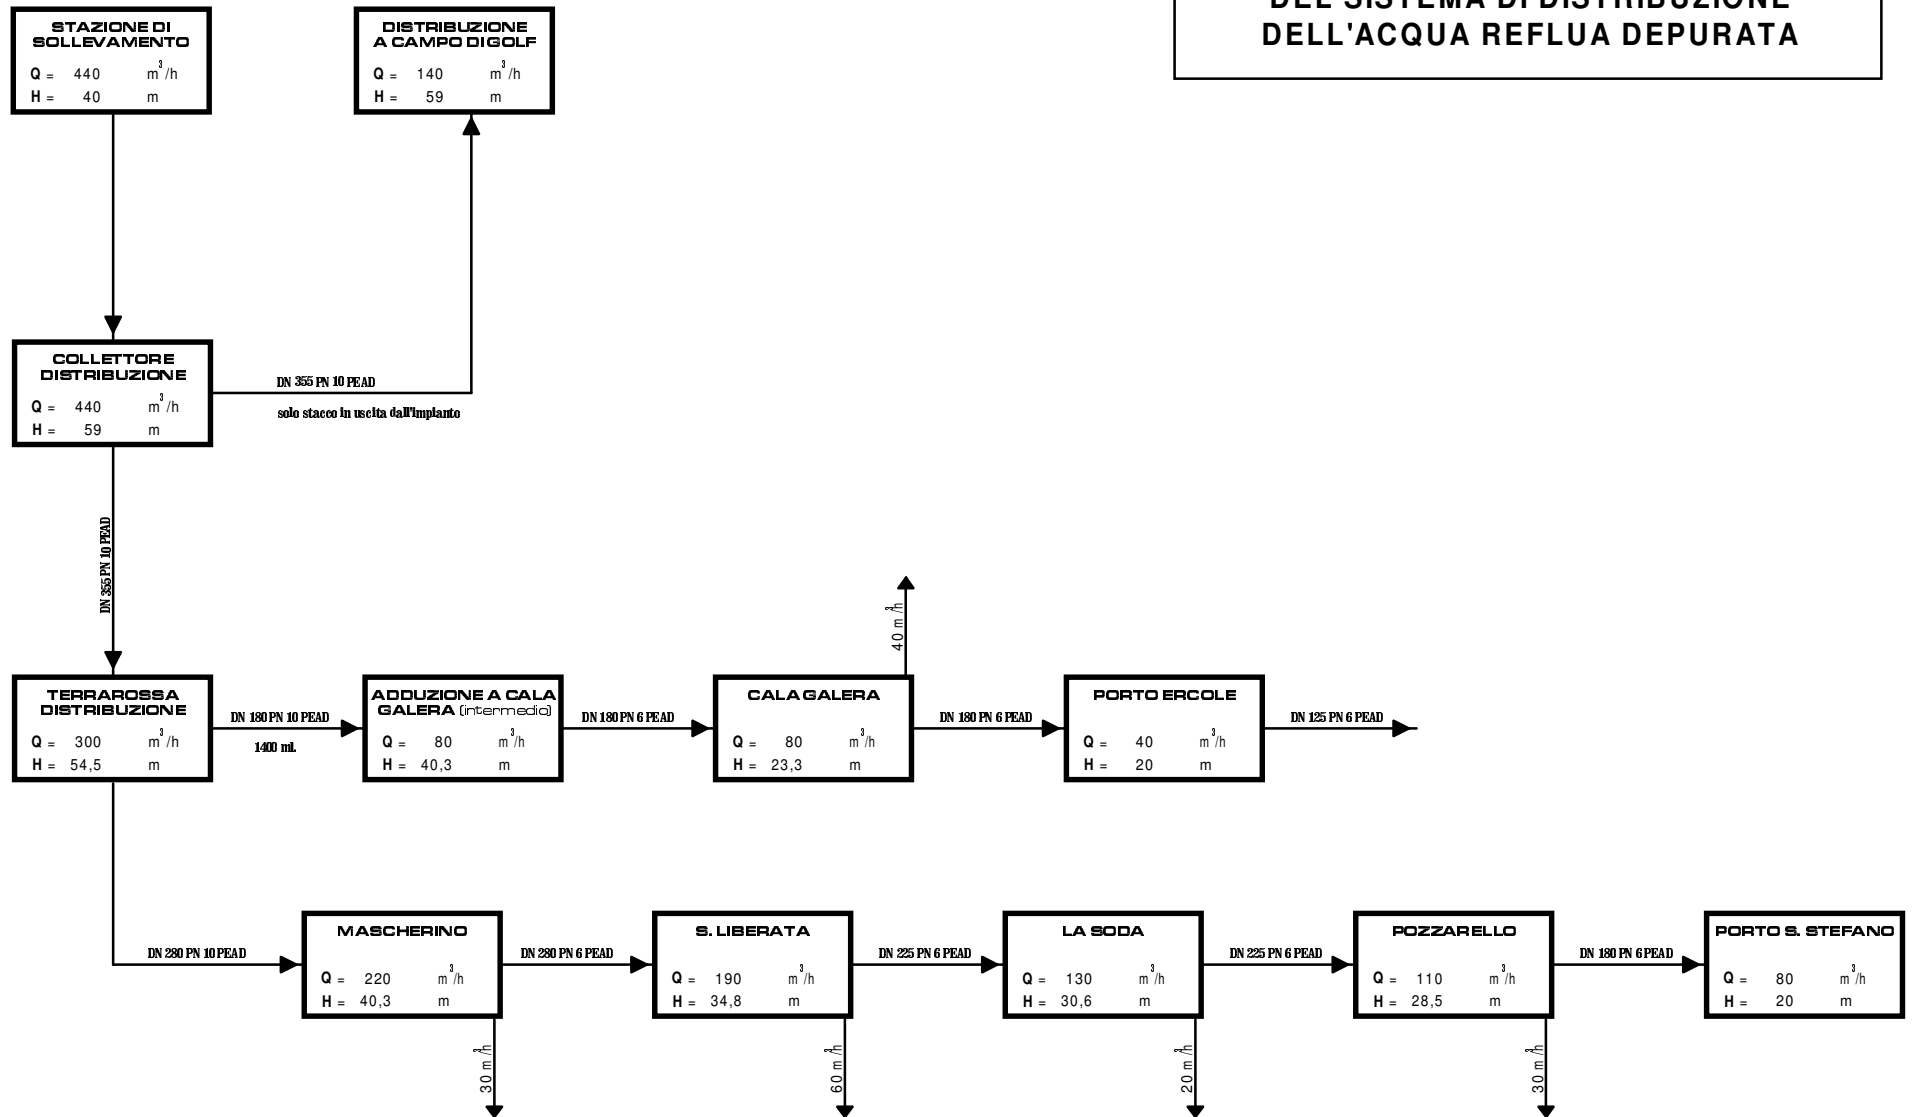 DEL SISTEMA DI DISTRIBUZIONE
DELL'ACQUA REFLUA DEPURATA
STAZIONE DI
SOLLEVAMENTO
Q = 440 m³/h
H = 40 m
DISTRIBUZIONE
A CAMPO DI GOLF
Q = 140 m³/h
H = 59 m
COLLETTORE
DISTRIBUZIONE
Q = 440 m³/h
H = 59 m
DN 355 PN 10 PEAD
solo stacco in uscita dall'impianto
DN 355 PN 10 PEAD
40 m³/h
TERRAROSSA
DISTRIBUZIONE
Q = 300 m³/h
H = 54,5 m
DN 180 PN 10 PEAD
1400 ml.
ADDUZIONE A CALA
GALERA (intermedio)
Q = 80 m³/h
H = 40,3 m
DN 180 PN 6 PEAD
CALA GALERA
Q = 80 m³/h
H = 23,3 m
DN 180 PN 6 PEAD
PORTO ERCOLE
Q = 40 m³/h
H = 20 m
DN 125 PN 6 PEAD
DN 280 PN 10 PEAD
MASCHERINO
Q = 220 m³/h
H = 40,3 m
DN 280 PN 6 PEAD
S. LIBERATA
Q = 190 m³/h
H = 34,8 m
DN 225 PN 6 PEAD
LA SODA
Q = 130 m³/h
H = 30,6 m
DN 225 PN 6 PEAD
POZZARELLO
Q = 110 m³/h
H = 28,5 m
DN 180 PN 6 PEAD
PORTO S. STEFANO
Q = 80 m³/h
H = 20 m
30 m³/h
60 m³/h
20 m³/h
30 m³/h